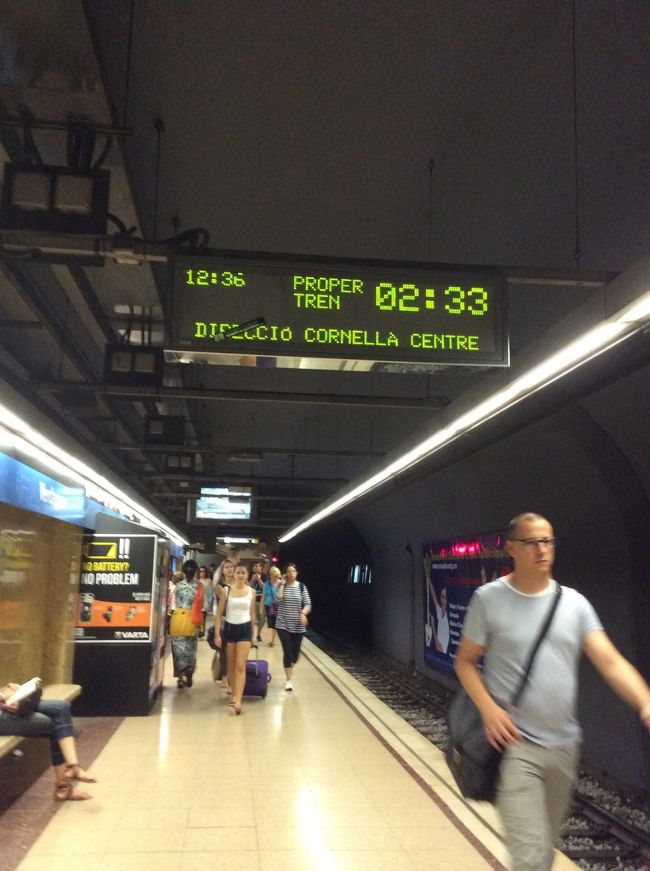 12:36
PROPER
TREN
02:33
DIRECCIÓ CORNELLÀ CENTRE
NO BATTERY?
NO PROBLEM
VARTA